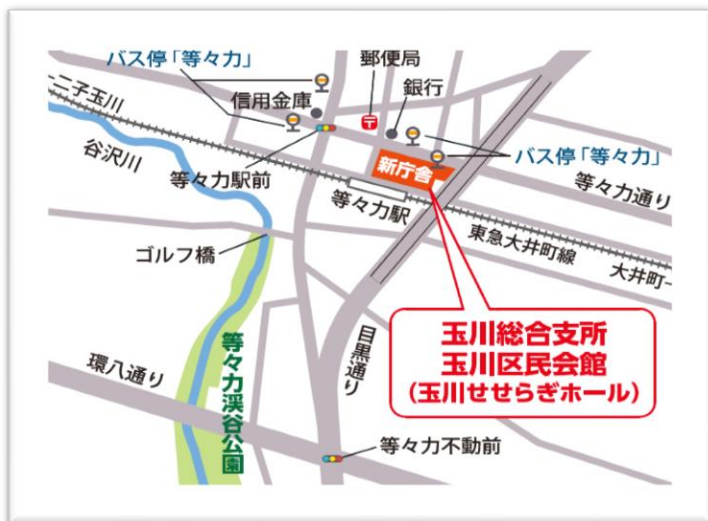 バス停「等々力」
郵便局
銀行
信用金庫
二子玉川
谷沢川
等々力駅前
新庁舎
バス停「等々力」
等々力駅
等々力通り
東急大井町線
大井町
ゴルフ橋
玉川総合支所
玉川区民会館
(玉川せせらぎホール)
目黒通り
環八通り
等々力渓谷公園
等々力不動前